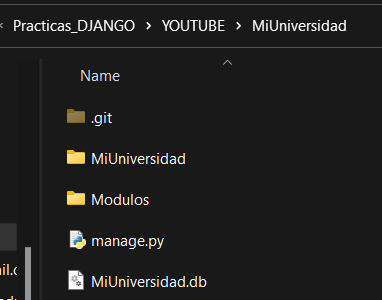 Practicas_DJANGO > YOUTUBE > MiUniversidad
Name
.git
MiUniversidad
Modulos
manage.py
MiUniversidad.db